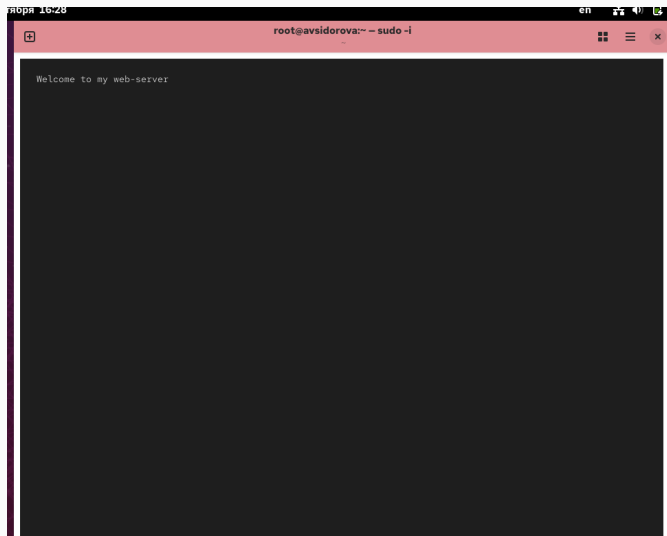 тября 16:28
en
root@avsidorova:~ — sudo -i
Welcome to my web-server